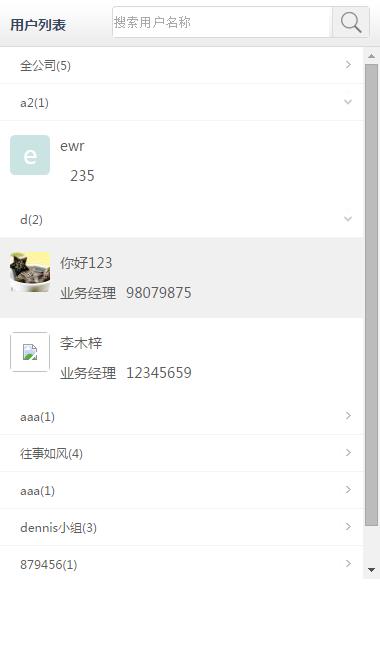 用户列表
搜索用户名称
全公司(5)
a2(1)
e
ewr
235
d(2)
你好123
业务经理 98079875
李木梓
业务经理 12345659
aaa(1)
往事如风(4)
aaa(1)
dennis小组(3)
879456(1)